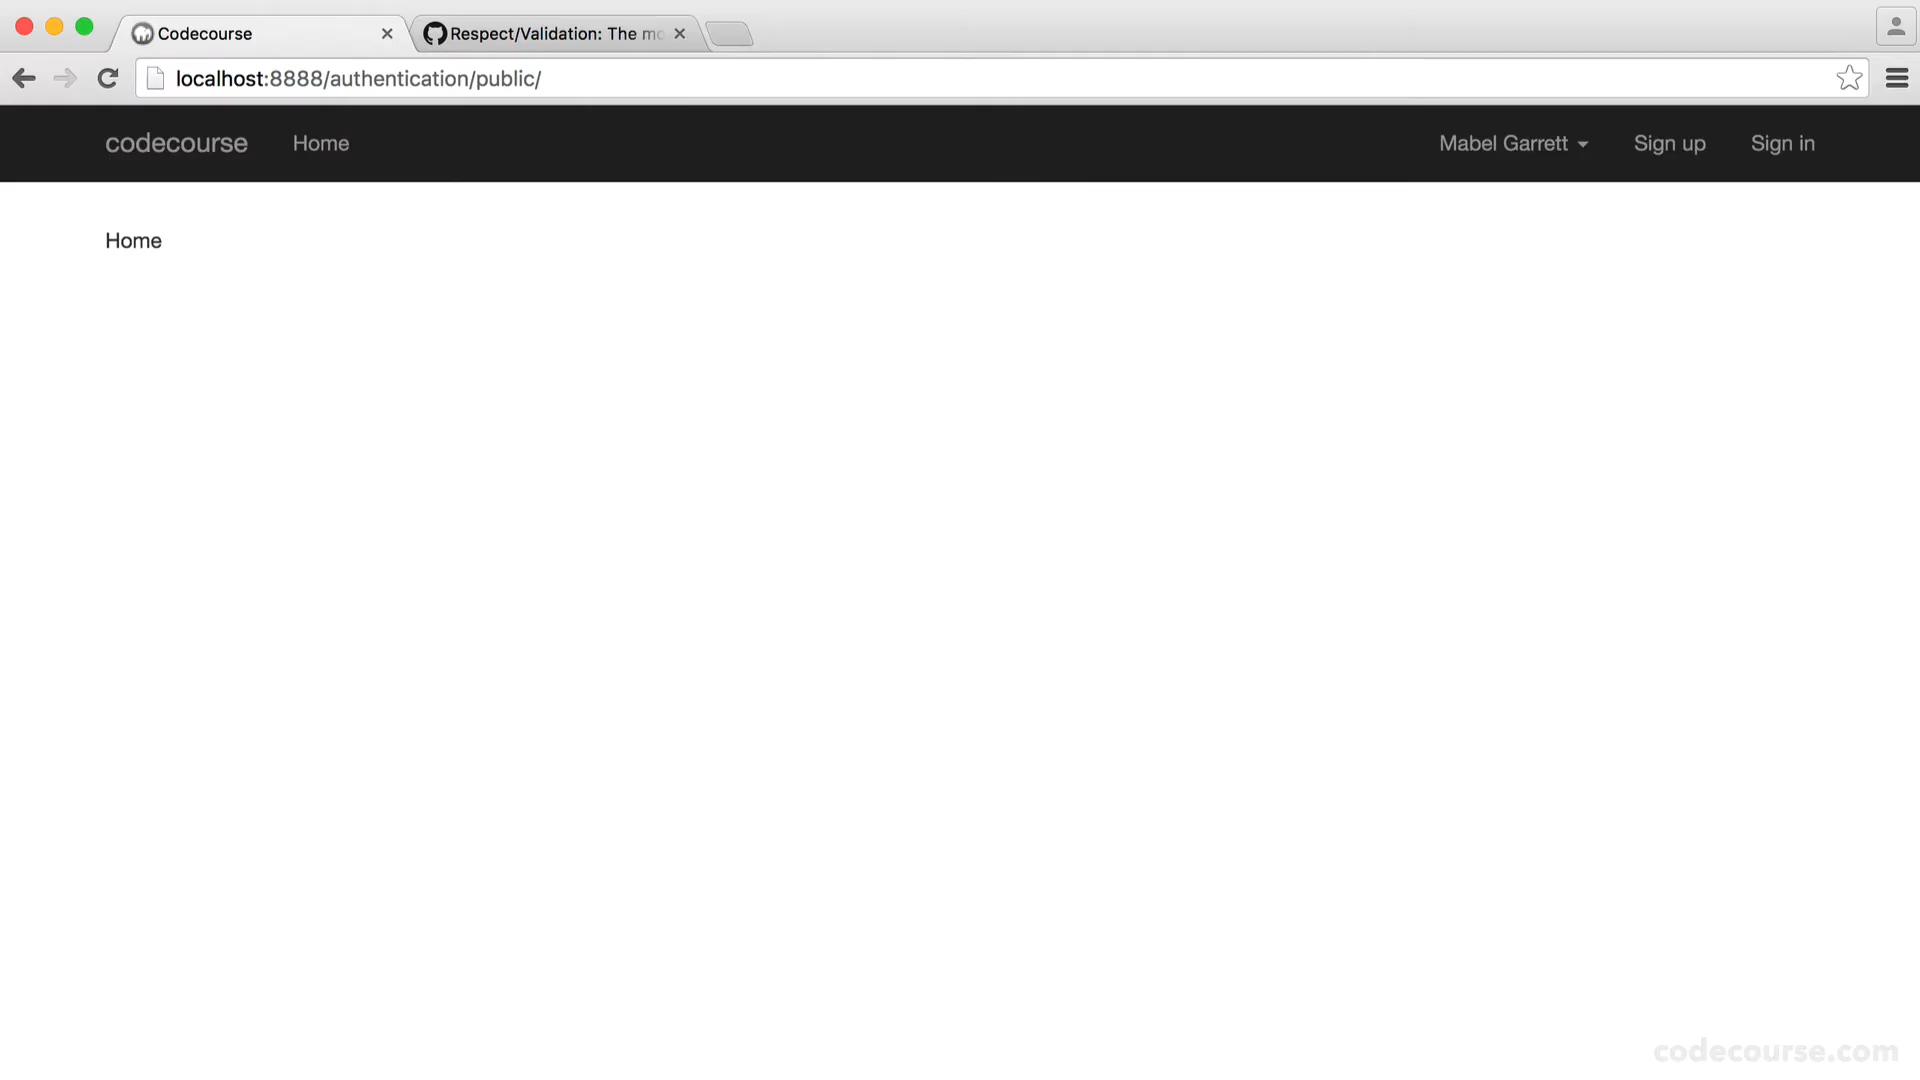 Codecourse
Respect/Validation: The mo
localhost:8888/authentication/public/
codecourse Home Mabel Garrett Sign up Sign in
Home
codecourse.com